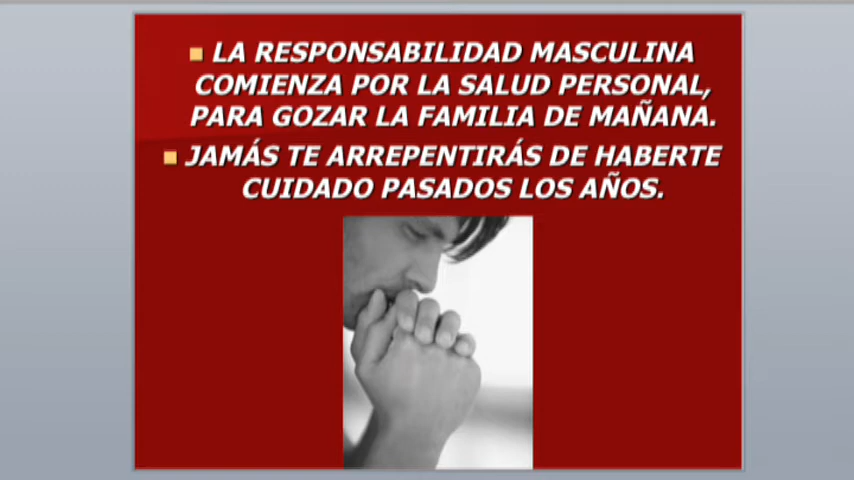 LA RESPONSABILIDAD MASCULINA
COMIENZA POR LA SALUD PERSONAL,
PARA GOZAR LA FAMILIA DE MAÑANA.
JAMÁS TE ARREPENTIRÁS DE HABERTE
CUIDADO PASADOS LOS AÑOS.